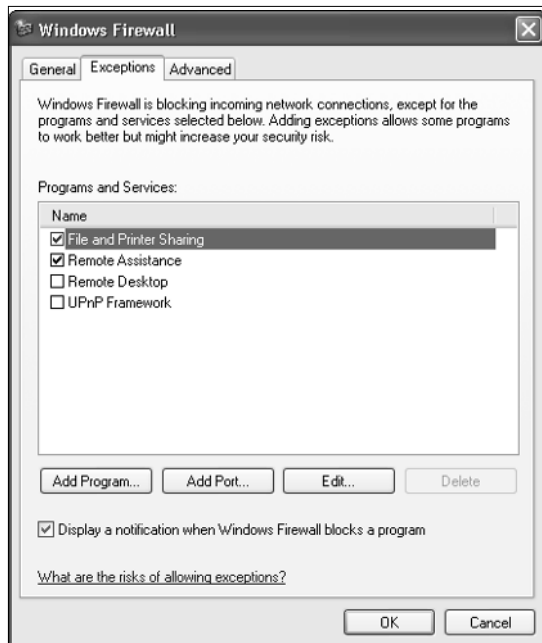 Windows Firewall
General Exceptions Advanced
Windows Firewall is blocking incoming network connections, except for the
programs and services selected below. Adding exceptions allows some programs
to work better but might increase your security risk.
Programs and Services:
Name
File and Printer Sharing
Remote Assistance
Remote Desktop
UPnP Framework
Add Program... Add Port... Edit... Delete
Display a notification when Windows Firewall blocks a program
What are the risks of allowing exceptions?
OK Cancel